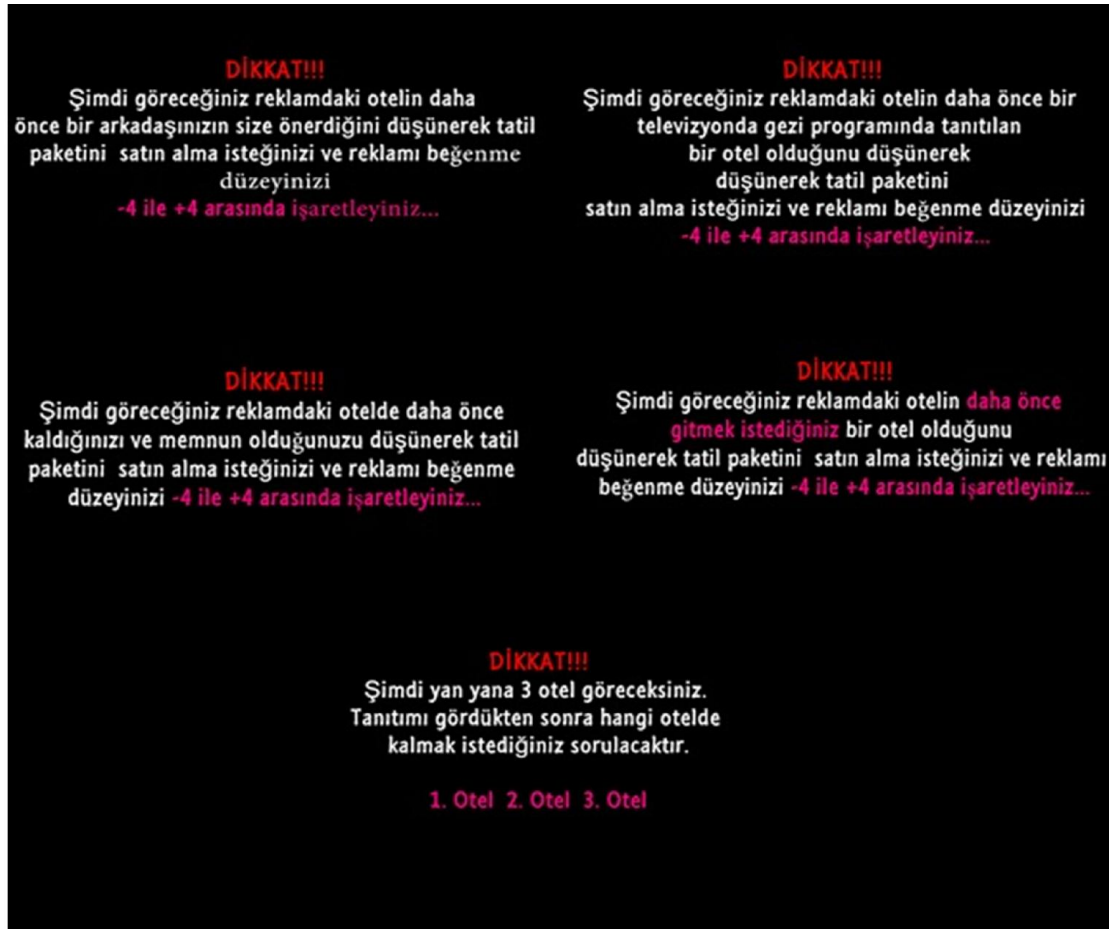 DİKKAT!!!
Şimdi göreceğiniz reklamdaki otelin daha
önce bir arkadaşınızın size önerdiğini düşünerek tatil
paketini satın alma isteğinizi ve reklamı beğenme
düzeyinizi
-4 ile +4 arasında işaretleyiniz...
DİKKAT!!!
Şimdi göreceğiniz reklamdaki otelin daha önce bir
televizyonda gezi programında tanıtılan
bir otel olduğunu düşünerek
düşünerek tatil paketini
satın alma isteğinizi ve reklamı beğenme düzeyinizi
-4 ile +4 arasında işaretleyiniz...
DİKKAT!!!
Şimdi göreceğiniz reklamdaki otelde daha önce
kaldığınızı ve memnun olduğunuzu düşünerek tatil
paketini satın alma isteğinizi ve reklamı beğenme
düzeyinizi -4 ile +4 arasında işaretleyiniz...
DİKKAT!!!
Şimdi göreceğiniz reklamdaki otelin daha önce
gitmek istediğiniz bir otel olduğunu
düşünerek tatil paketini satın alma isteğinizi ve reklamı
beğenme düzeyinizi -4 ile +4 arasında işaretleyiniz...
DİKKAT!!!
Şimdi yan yana 3 otel göreceksiniz.
Tanıtımı gördükten sonra hangi otelde
kalmak istediğiniz sorulacaktır.
1. Otel 2. Otel 3. Otel